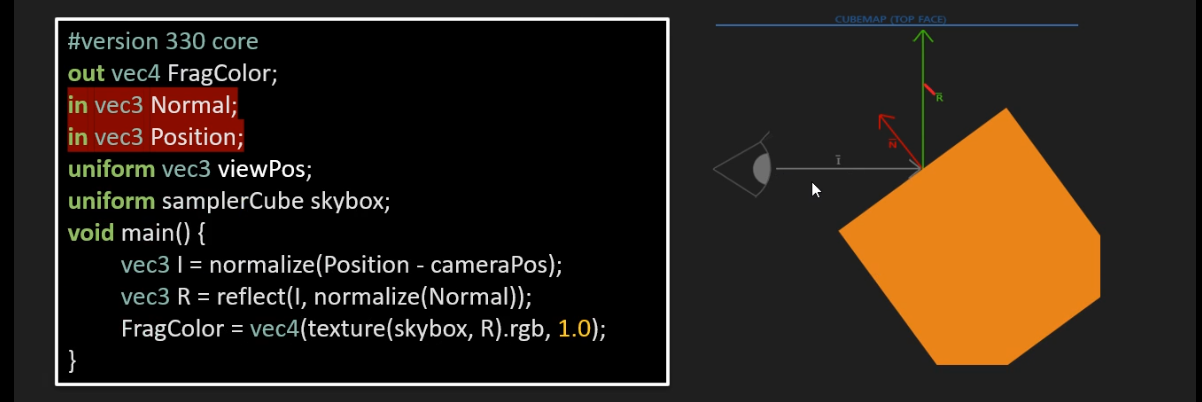 #version 330 core
out vec4 FragColor;
in vec3 Normal;
in vec3 Position;
uniform vec3 viewPos;
uniform samplerCube skybox;
void main() {
vec3 I = normalize(Position - cameraPos);
vec3 R = reflect(I, normalize(Normal));
FragColor = vec4(texture(skybox, R).rgb, 1.0);
}
CUBEMAP (TOP FACE)
R̄
N̄
Ī